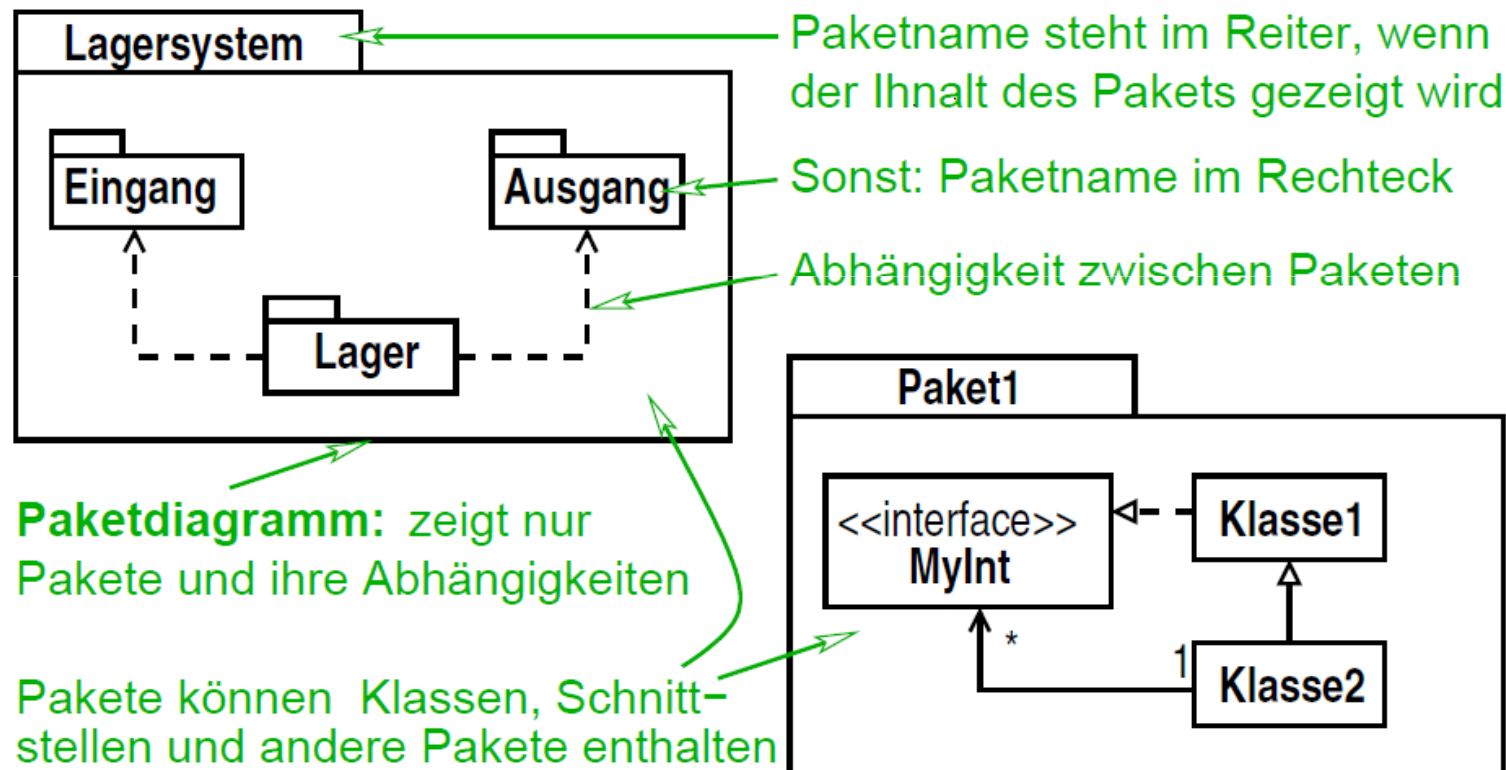 Lagersystem
Paketname steht im Reiter, wenn
der Ihnalt des Pakets gezeigt wird
Eingang
Ausgang
Sonst: Paketname im Rechteck
Abhängigkeit zwischen Paketen
Lager
Paket1
Paketdiagramm: zeigt nur
Pakete und ihre Abhängigkeiten
<<interface>>
MyInt
Klasse1
*
1
Klasse2
Pakete können Klassen, Schnitt–
stellen und andere Pakete enthalten